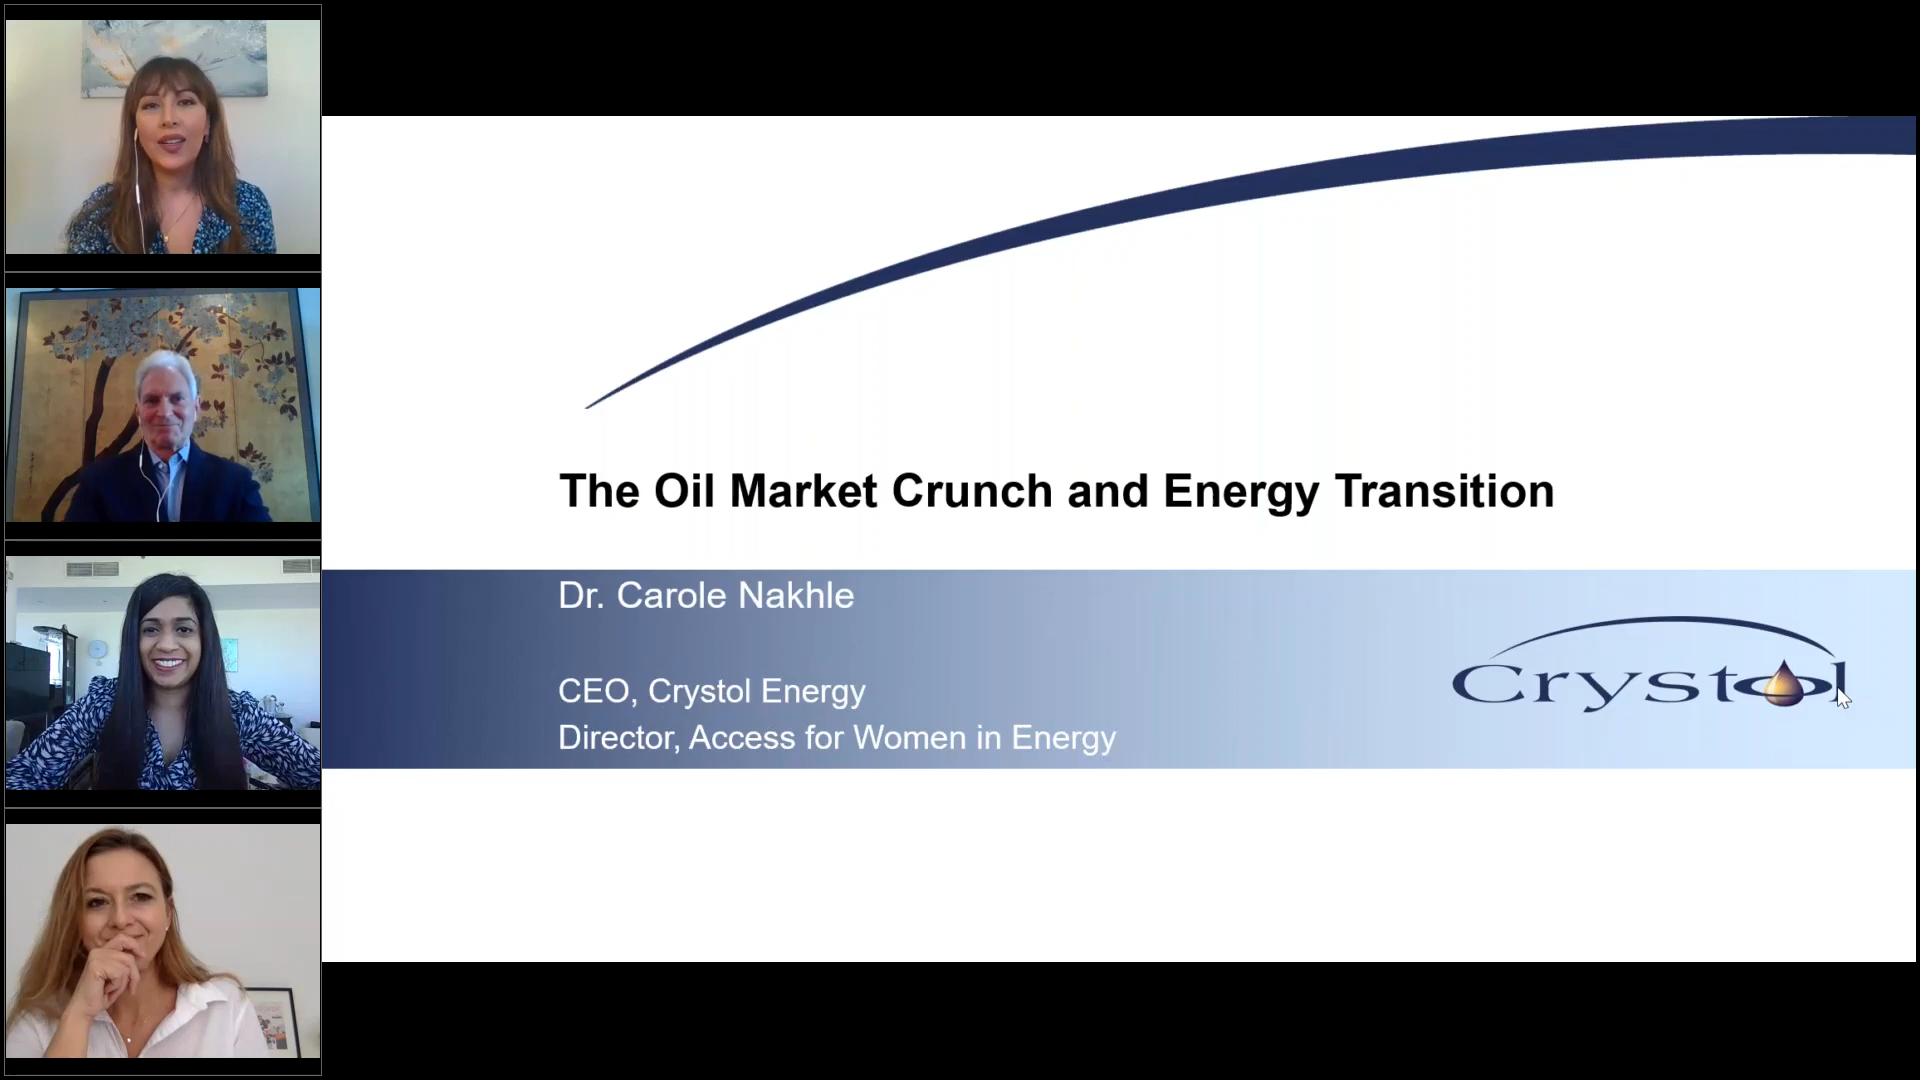 The Oil Market Crunch and Energy Transition
Dr. Carole Nakhle
CEO, Crystol Energy
Director, Access for Women in Energy
Crystol